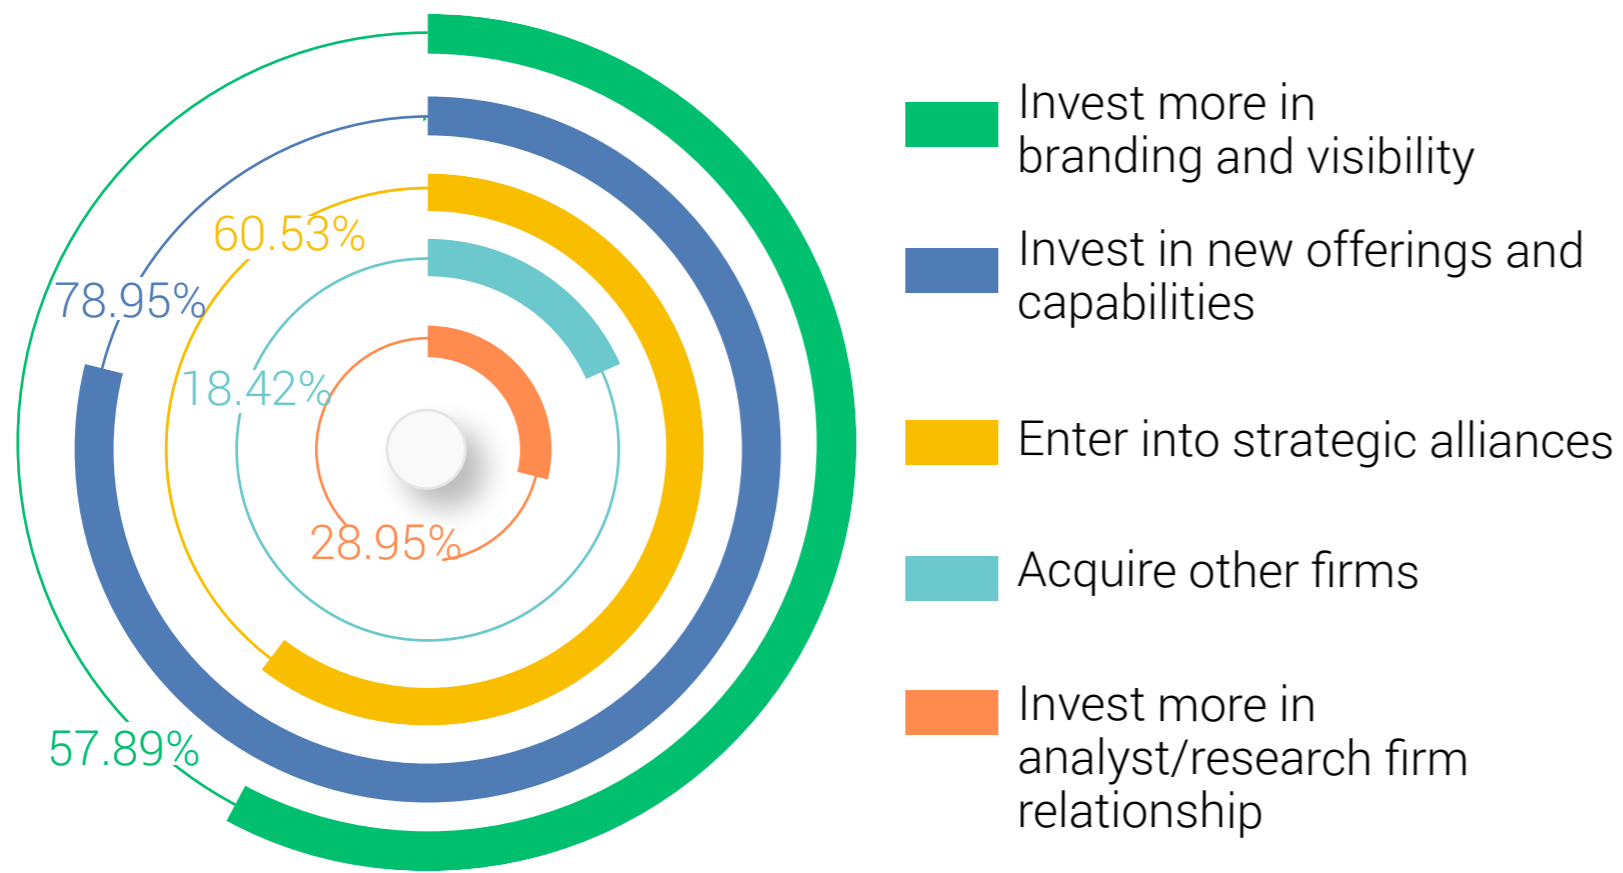 60.53%
78.95%
18.42%
28.95%
57.89%
Invest more in
branding and visibility
Invest in new offerings and
capabilities
Enter into strategic alliances
Acquire other firms
Invest more in
analyst/research firm
relationship